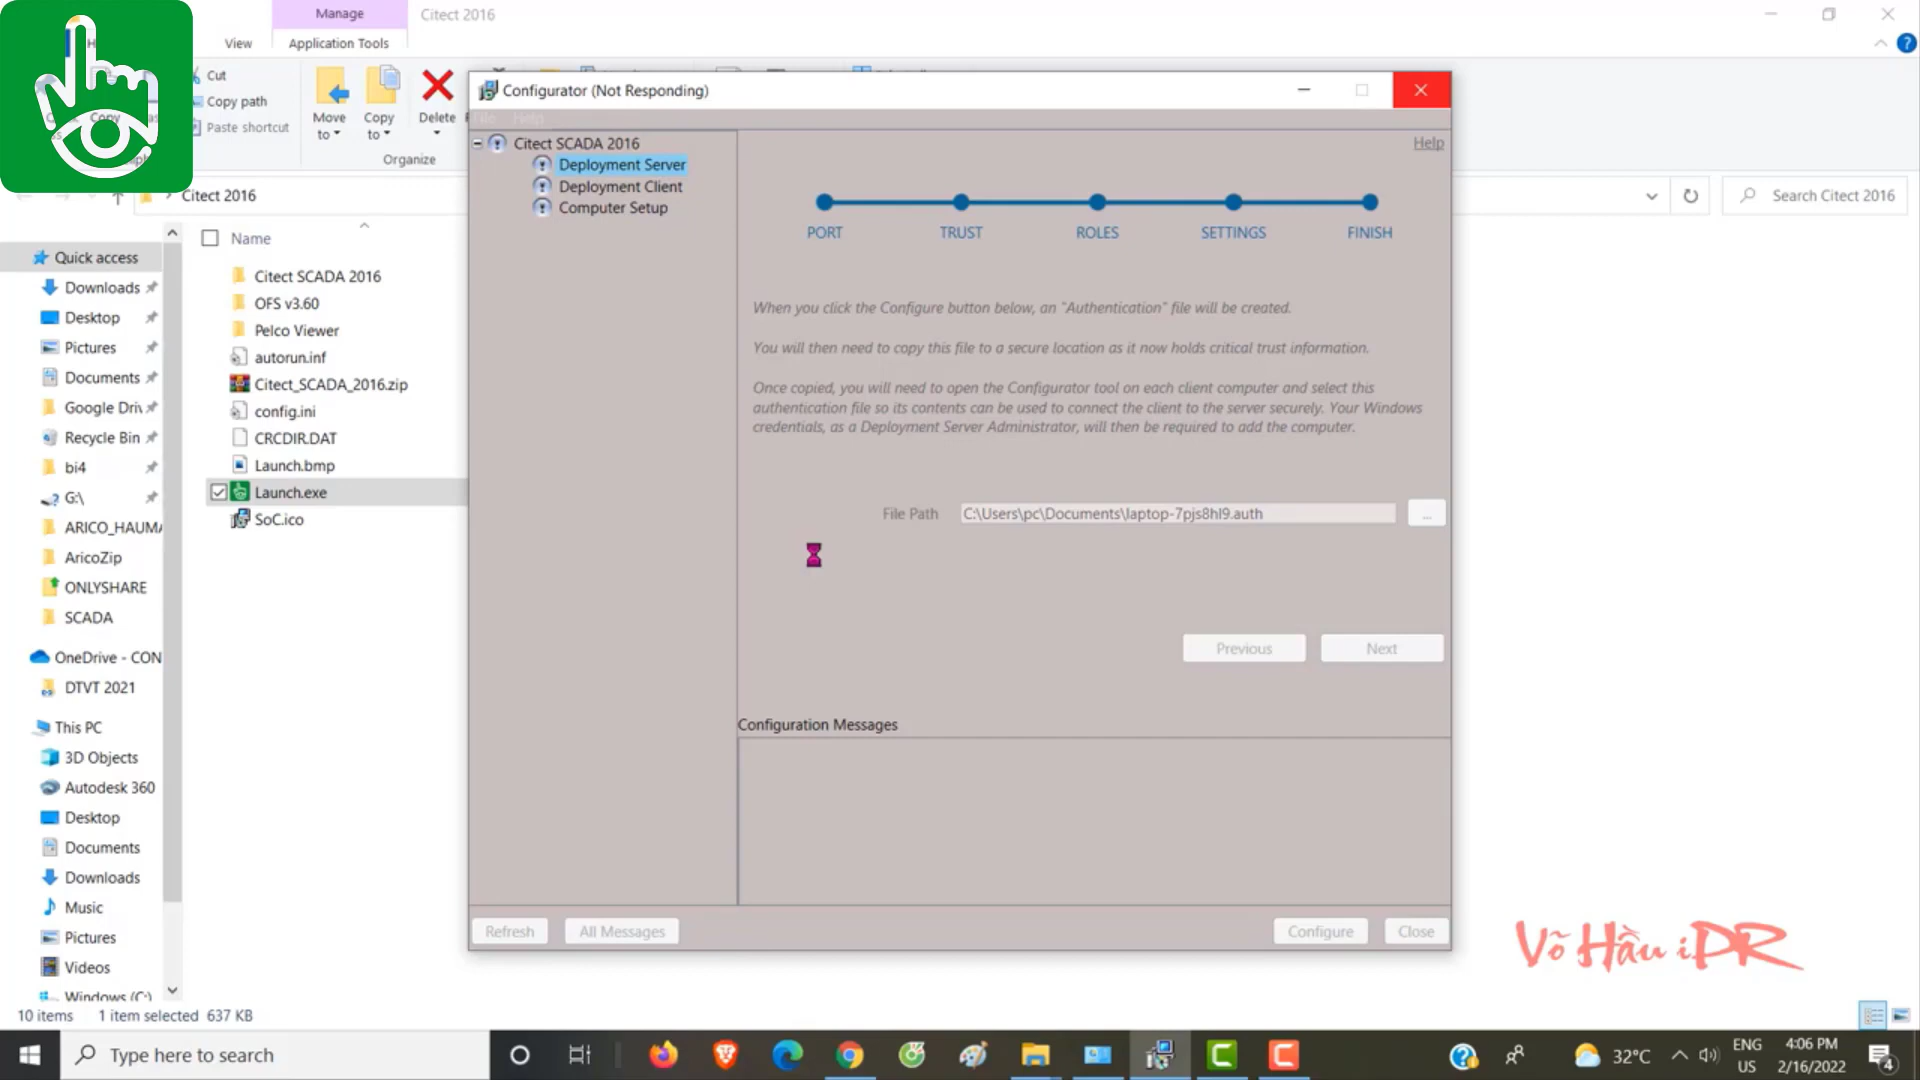 Manage
Citect 2016
View
Application Tools
Cut
Copy path
Paste shortcut
Copy
Move to
Copy to
Delete
Organize
Configurator (Not Responding)
File Help
Citect SCADA 2016
Deployment Server
Deployment Client
Computer Setup
Help
PORT
TRUST
ROLES
SETTINGS
FINISH
When you click the Configure button below, an "Authentication" file will be created.
You will then need to copy this file to a secure location as it now holds critical trust information.
Once copied, you will need to open the Configurator tool on each client computer and select this
authentication file so its contents can be used to connect the client to the server securely. Your Windows
credentials, as a Deployment Server Administrator, will then be required to add the computer.
File Path
C:\Users\pc\Documents\laptop-7pjs8hl9.auth
...
Previous
Next
Configuration Messages
Refresh
All Messages
Configure
Close
Citect 2016
Search Citect 2016
Name
Citect SCADA 2016
OFS v3.60
Pelco Viewer
autorun.inf
Citect_SCADA_2016.zip
config.ini
CRCDIR.DAT
Launch.bmp
Launch.exe
SoC.ico
Quick access
Downloads
Desktop
Pictures
Documents
Google Driv
Recycle Bin
bi4
G:\
ARICO_HAUMA
AricoZip
ONLYSHARE
SCADA
OneDrive - CON
DTVT 2021
This PC
3D Objects
Autodesk 360
Desktop
Documents
Downloads
Music
Pictures
Videos
Windows (C:)
10 items
1 item selected 637 KB
Võ Hầu iPR
Type here to search
32°C
ENG
US
4:06 PM
2/16/2022
4